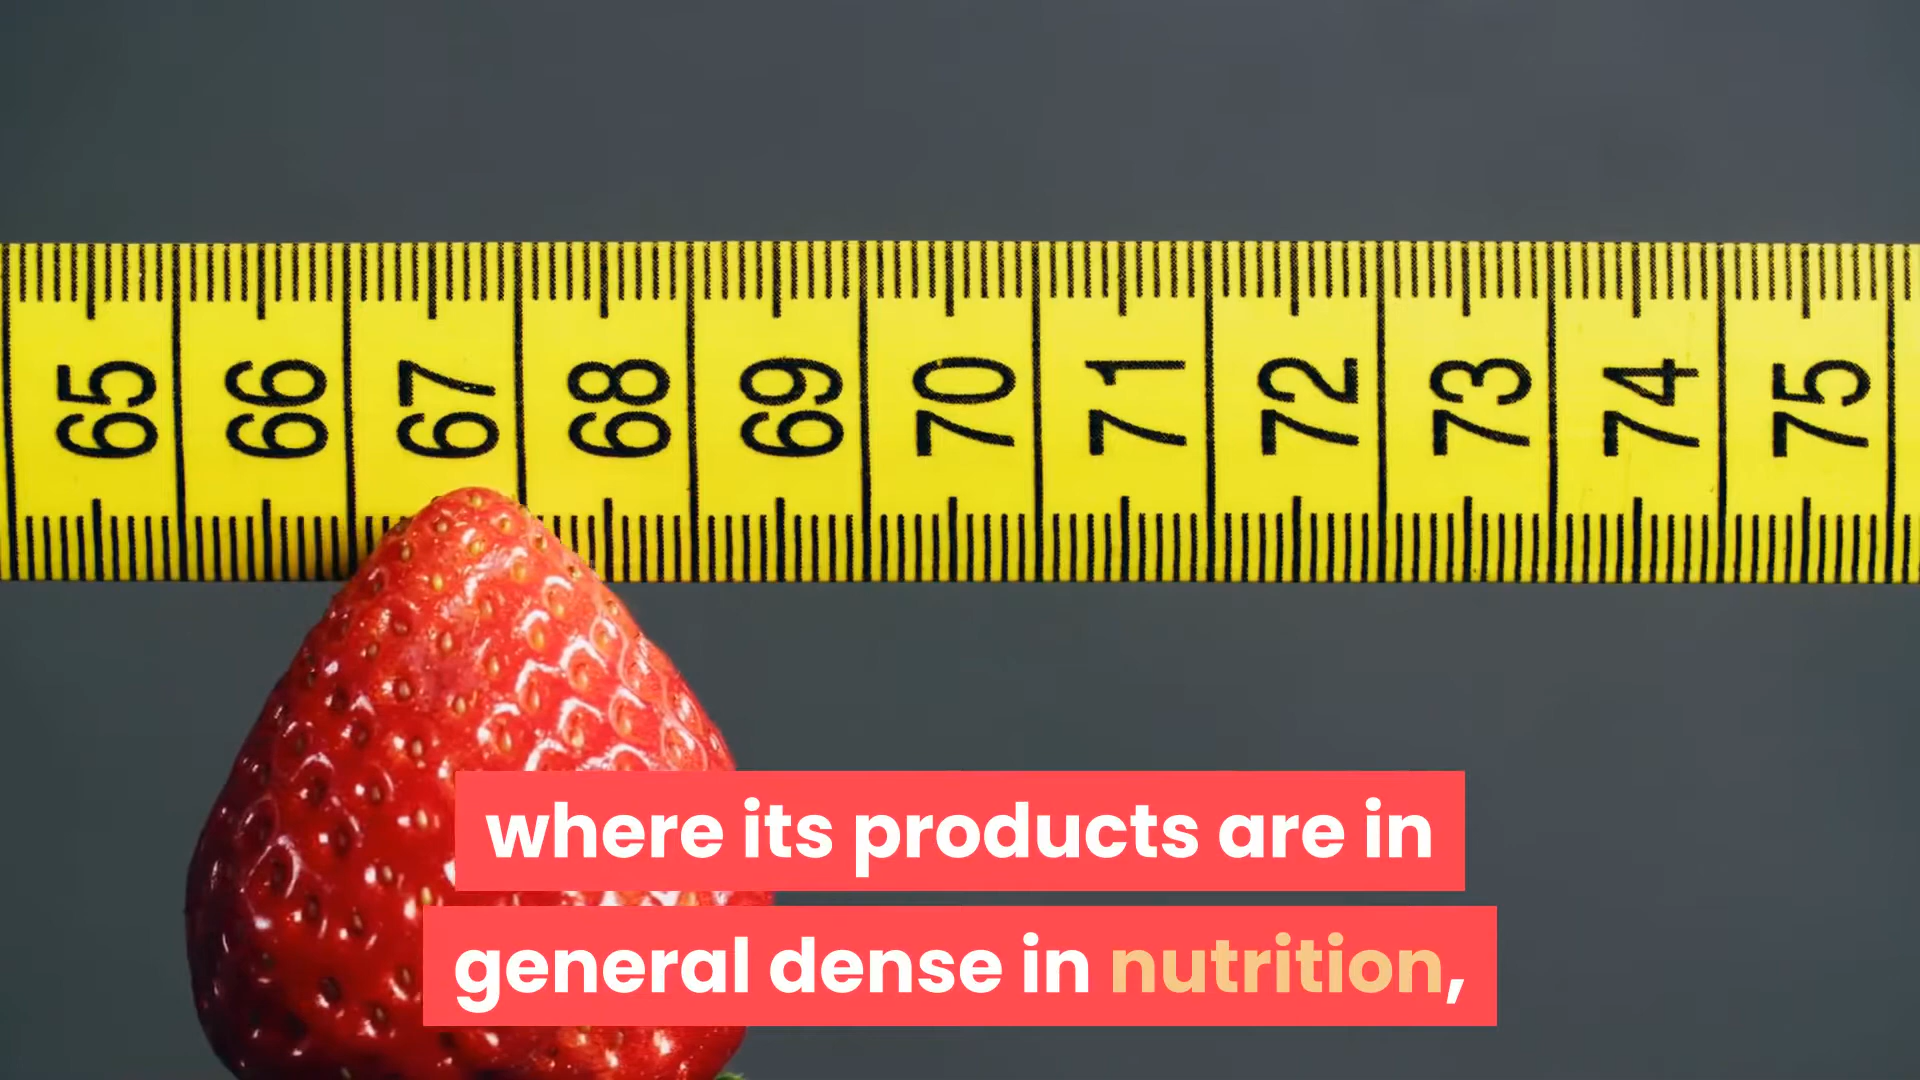 65 66 67 68 69 70 71 72 73 74 75
where its products are in
general dense in nutrition,